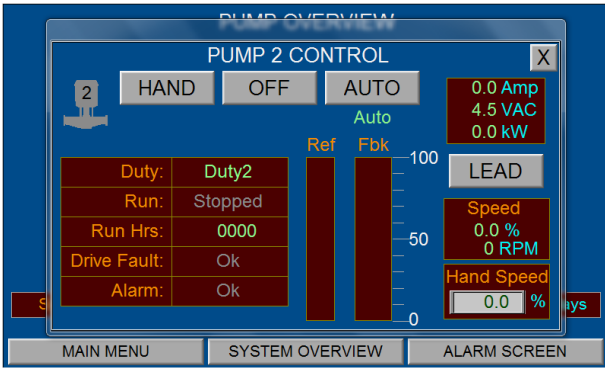 PUMP OVERVIEW
PUMP 2 CONTROL
X
2
HAND OFF AUTO
Auto
0.0 Amp
4.5 VAC
0.0 kW
Ref Fbk
100
50
0
LEAD
Duty: Duty2
Run: Stopped
Run Hrs: 0000
Drive Fault: Ok
Alarm: Ok
Speed
0.0 %
0 RPM
Hand Speed
0.0 %
MAIN MENU SYSTEM OVERVIEW ALARM SCREEN